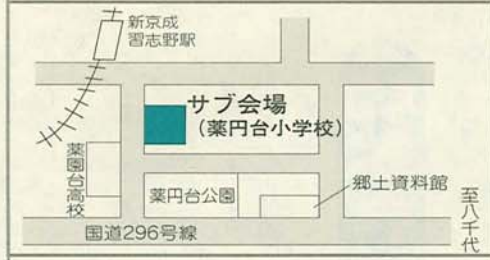 新京成
習志野駅
サブ会場
(薬円台小学校)
薬園台高校
薬円台公園
郷土資料館
至八千代
国道296号線